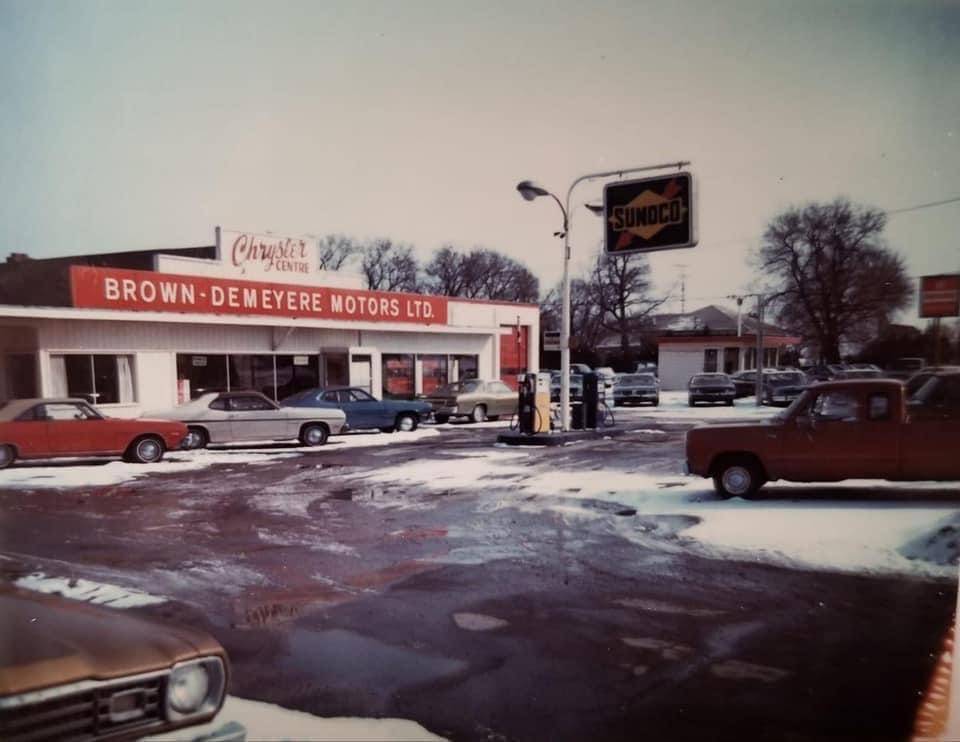 Chrysler
CENTRE
BROWN-DEMEYERE MOTORS LTD.
SUNOCO